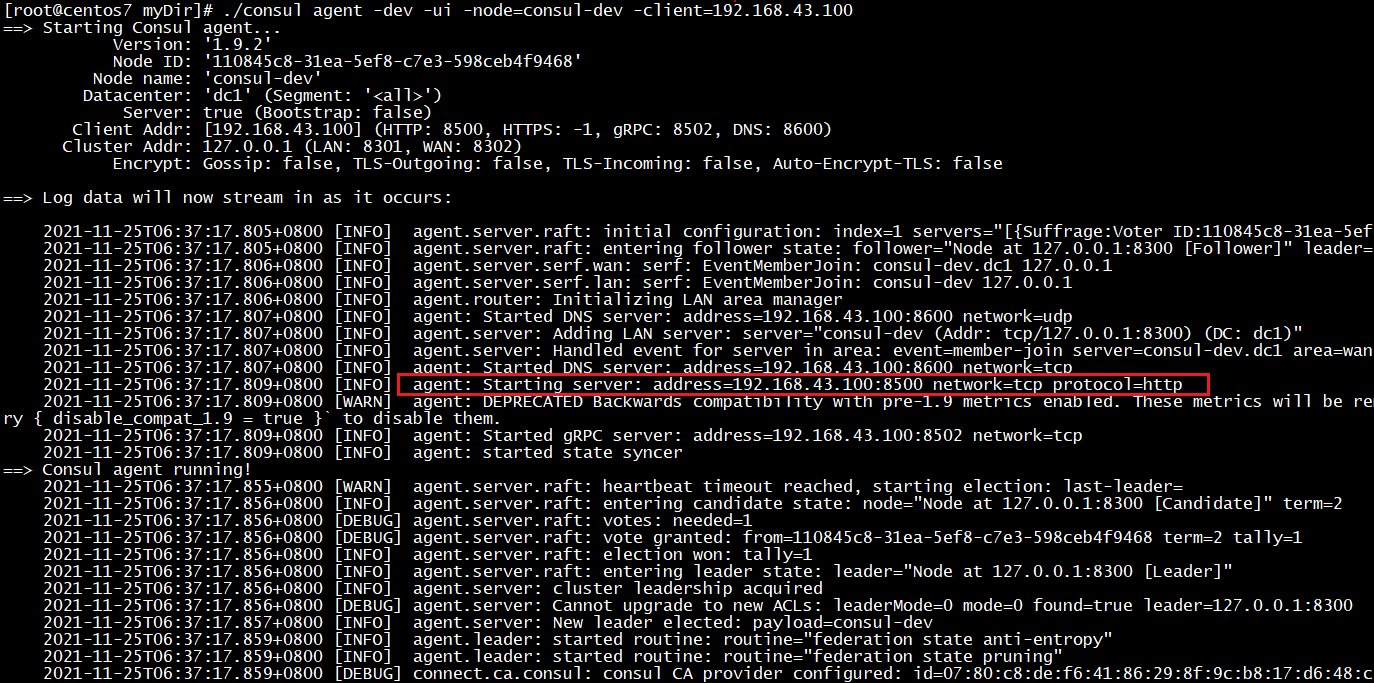 [root@centos7 myDir]# ./consul agent -dev -ui -node=consul-dev -client=192.168.43.100
==> Starting Consul agent...
Version: '1.9.2'
Node ID: '110845c8-31ea-5ef8-c7e3-598ceb4f9468'
Node name: 'consul-dev'
Datacenter: 'dc1' (Segment: '<all>')
Server: true (Bootstrap: false)
Client Addr: [192.168.43.100] (HTTP: 8500, HTTPS: -1, gRPC: 8502, DNS: 8600)
Cluster Addr: 127.0.0.1 (LAN: 8301, WAN: 8302)
Encrypt: Gossip: false, TLS-Outgoing: false, TLS-Incoming: false, Auto-Encrypt-TLS: false
==> Log data will now stream in as it occurs:
2021-11-25T06:37:17.805+0800 [INFO]  agent.server.raft: initial configuration: index=1 servers="[{Suffrage:Voter ID:110845c8-31ea-5ef
2021-11-25T06:37:17.805+0800 [INFO]  agent.server.raft: entering follower state: follower="Node at 127.0.0.1:8300 [Follower]" leader=
2021-11-25T06:37:17.806+0800 [INFO]  agent.server.serf.wan: serf: EventMemberJoin: consul-dev.dc1 127.0.0.1
2021-11-25T06:37:17.806+0800 [INFO]  agent.server.serf.lan: serf: EventMemberJoin: consul-dev 127.0.0.1
2021-11-25T06:37:17.806+0800 [INFO]  agent.router: Initializing LAN area manager
2021-11-25T06:37:17.807+0800 [INFO]  agent: Started DNS server: address=192.168.43.100:8600 network=udp
2021-11-25T06:37:17.807+0800 [INFO]  agent.server: Adding LAN server: server="consul-dev (Addr: tcp/127.0.0.1:8300) (DC: dc1)"
2021-11-25T06:37:17.807+0800 [INFO]  agent.server: Handled event for server in area: event=member-join server=consul-dev.dc1 area=wan
2021-11-25T06:37:17.807+0800 [INFO]  agent: Started DNS server: address=192.168.43.100:8600 network=tcp
2021-11-25T06:37:17.809+0800 [INFO]  agent: Starting server: address=192.168.43.100:8500 network=tcp protocol=http
2021-11-25T06:37:17.809+0800 [WARN]  agent: DEPRECATED Backwards compatibility with pre-1.9 metrics enabled. These metrics will be re
ry { disable_compat_1.9 = true }` to disable them.
2021-11-25T06:37:17.809+0800 [INFO]  agent: Started gRPC server: address=192.168.43.100:8502 network=tcp
2021-11-25T06:37:17.809+0800 [INFO]  agent: started state syncer
==> Consul agent running!
2021-11-25T06:37:17.855+0800 [WARN]  agent.server.raft: heartbeat timeout reached, starting election: last-leader=
2021-11-25T06:37:17.856+0800 [INFO]  agent.server.raft: entering candidate state: node="Node at 127.0.0.1:8300 [Candidate]" term=2
2021-11-25T06:37:17.856+0800 [DEBUG] agent.server.raft: votes: needed=1
2021-11-25T06:37:17.856+0800 [DEBUG] agent.server.raft: vote granted: from=110845c8-31ea-5ef8-c7e3-598ceb4f9468 term=2 tally=1
2021-11-25T06:37:17.856+0800 [INFO]  agent.server.raft: election won: tally=1
2021-11-25T06:37:17.856+0800 [INFO]  agent.server.raft: entering leader state: leader="Node at 127.0.0.1:8300 [Leader]"
2021-11-25T06:37:17.856+0800 [INFO]  agent.server: cluster leadership acquired
2021-11-25T06:37:17.856+0800 [DEBUG] agent.server: Cannot upgrade to new ACLs: leaderMode=0 mode=0 found=true leader=127.0.0.1:8300
2021-11-25T06:37:17.857+0800 [INFO]  agent.server: New leader elected: payload=consul-dev
2021-11-25T06:37:17.859+0800 [INFO]  agent.leader: started routine: routine="federation state anti-entropy"
2021-11-25T06:37:17.859+0800 [INFO]  agent.leader: started routine: routine="federation state pruning"
2021-11-25T06:37:17.859+0800 [DEBUG] connect.ca.consul: consul CA provider configured: id=07:80:c8:de:f6:41:86:29:8f:9c:b8:17:d6:48:c